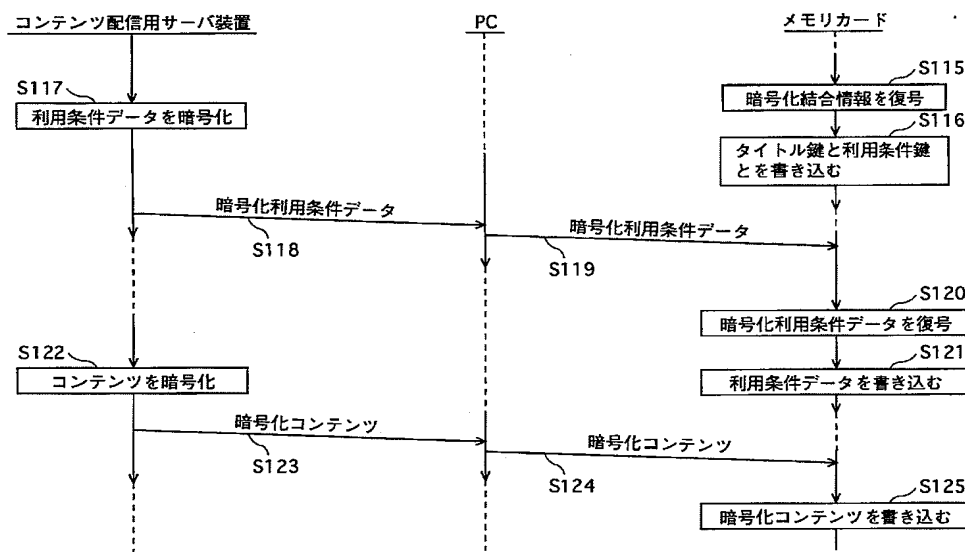 コンテンツ配信用サーバ装置
PC
メモリカード
S115
暗号化結合情報を復号
S117
利用条件データを暗号化
S116
タイトル鍵と利用条件鍵
とを書き込む
暗号化利用条件データ
S118
暗号化利用条件データ
S119
S120
暗号化利用条件データを復号
S122
コンテンツを暗号化
S121
利用条件データを書き込む
暗号化コンテンツ
S123
暗号化コンテンツ
S124
S125
暗号化コンテンツを書き込む